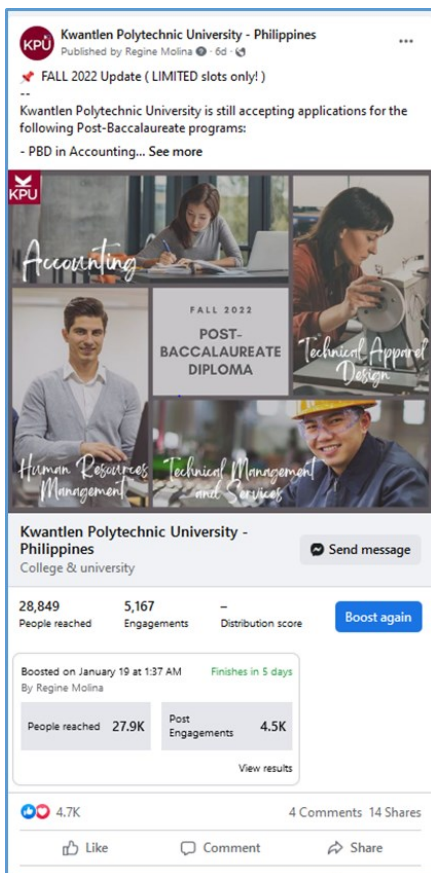 KPU
Kwantlen Polytechnic University - Philippines
Published by Regine Molina · 6d ·
FALL 2022 Update ( LIMITED slots only! )
--
Kwantlen Polytechnic University is still accepting applications for the
following Post-Baccalaureate programs:
- PBD in Accounting... See more
KPU
Accounting
FALL 2022
POST-
BACCALAUREATE
DIPLOMA
Technical Apparel
Design
Human Resources
Management
Technical Management
and Services
Kwantlen Polytechnic University -
Philippines
College & university
Send message
28,849 5,167 –
People reached Engagements Distribution score
Boost again
Boosted on January 19 at 1:37 AM Finishes in 5 days
By Regine Molina
People reached 27.9K
Post
Engagements 4.5K
View results
4.7K 4 Comments 14 Shares
Like Comment Share